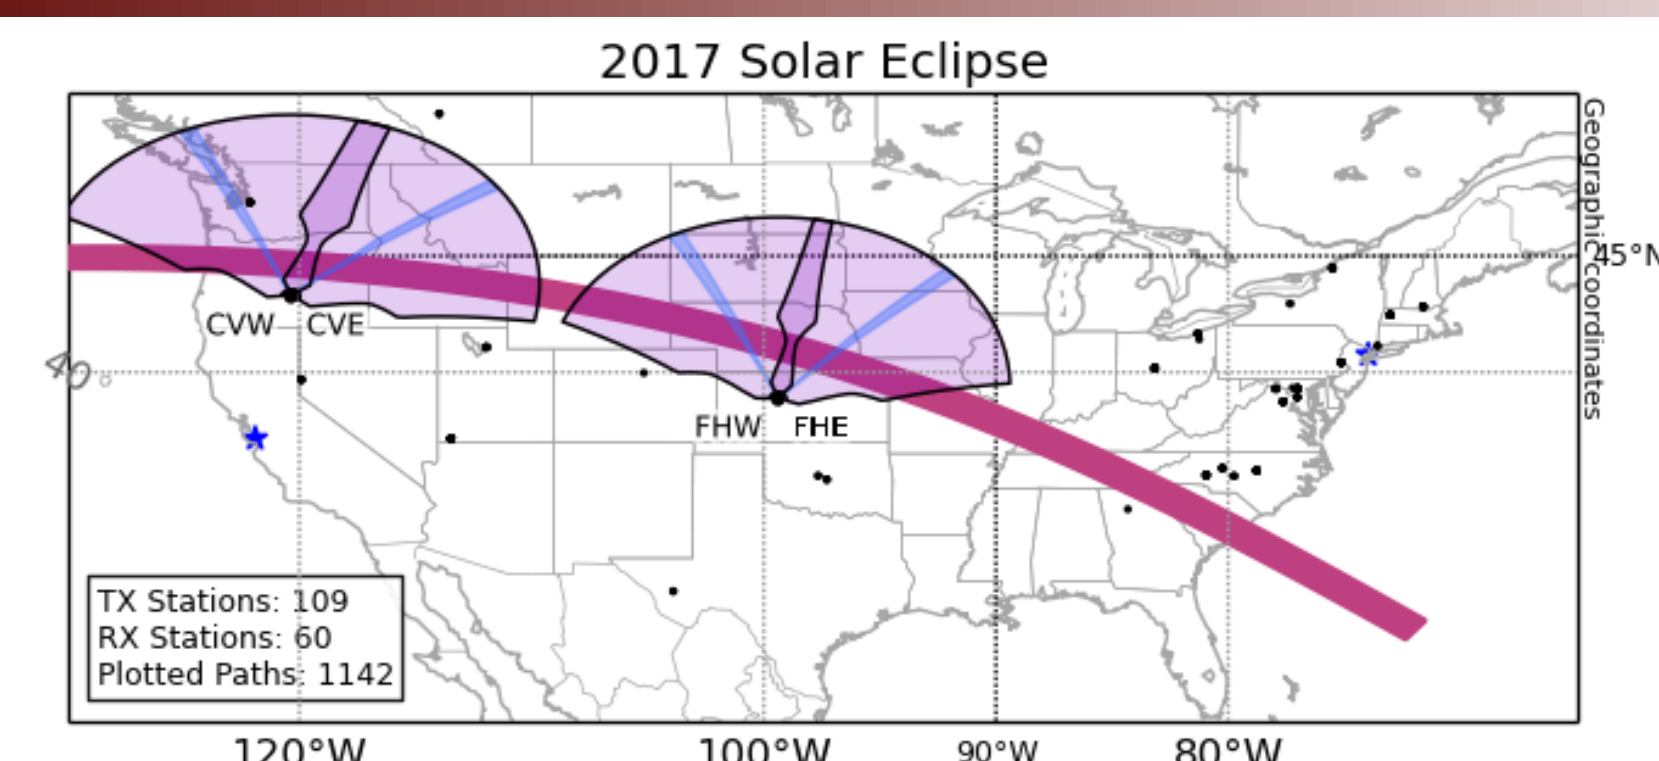 2017 Solar Eclipse
Geographic coordinates
45°N
CVW
CVE
40°
FHW
FHE
TX Stations: 109
RX Stations: 60
Plotted Paths: 1142
120°W
100°W
90°W
80°W